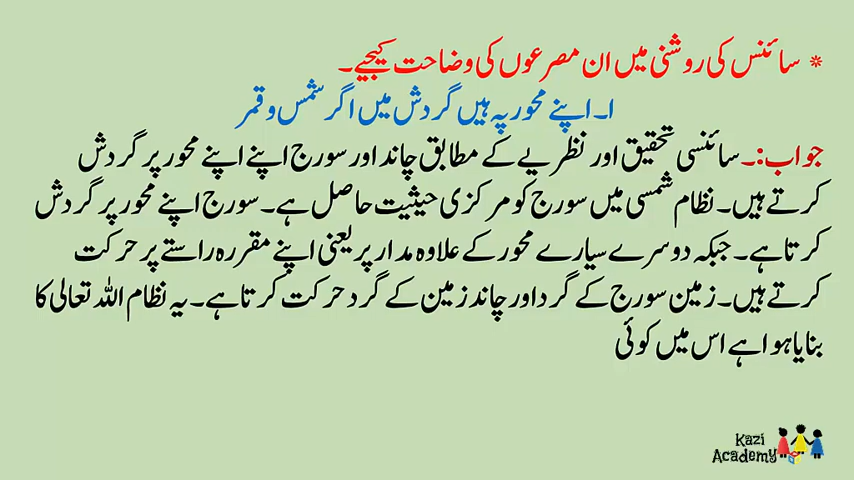 * سائنس کی روشنی میں ان مصرعوں کی وضاحت کیجیے۔
۱۔ اپنے محور پہ ہیں گردش میں اگر شمس و قمر
جواب:۔ سائنسی تحقیق اور نظریے کے مطابق چاند اور سورج اپنے اپنے محور پر گردش
کرتے ہیں۔ نظام شمسی میں سورج کو مرکزی حیثیت حاصل ہے۔ سورج اپنے محور پر گردش
کرتا ہے۔ جبکہ دوسرے سیارے محور کے علاوہ مدار پر یعنی اپنے مقررہ راستے پر حرکت
کرتے ہیں۔ زمین سورج کے گرد اور چاند زمین کے گرد حرکت کرتا ہے۔ یہ نظام اللہ تعالی کا
بنایا ہوا ہے اس میں کوئی
Kazi
Academy